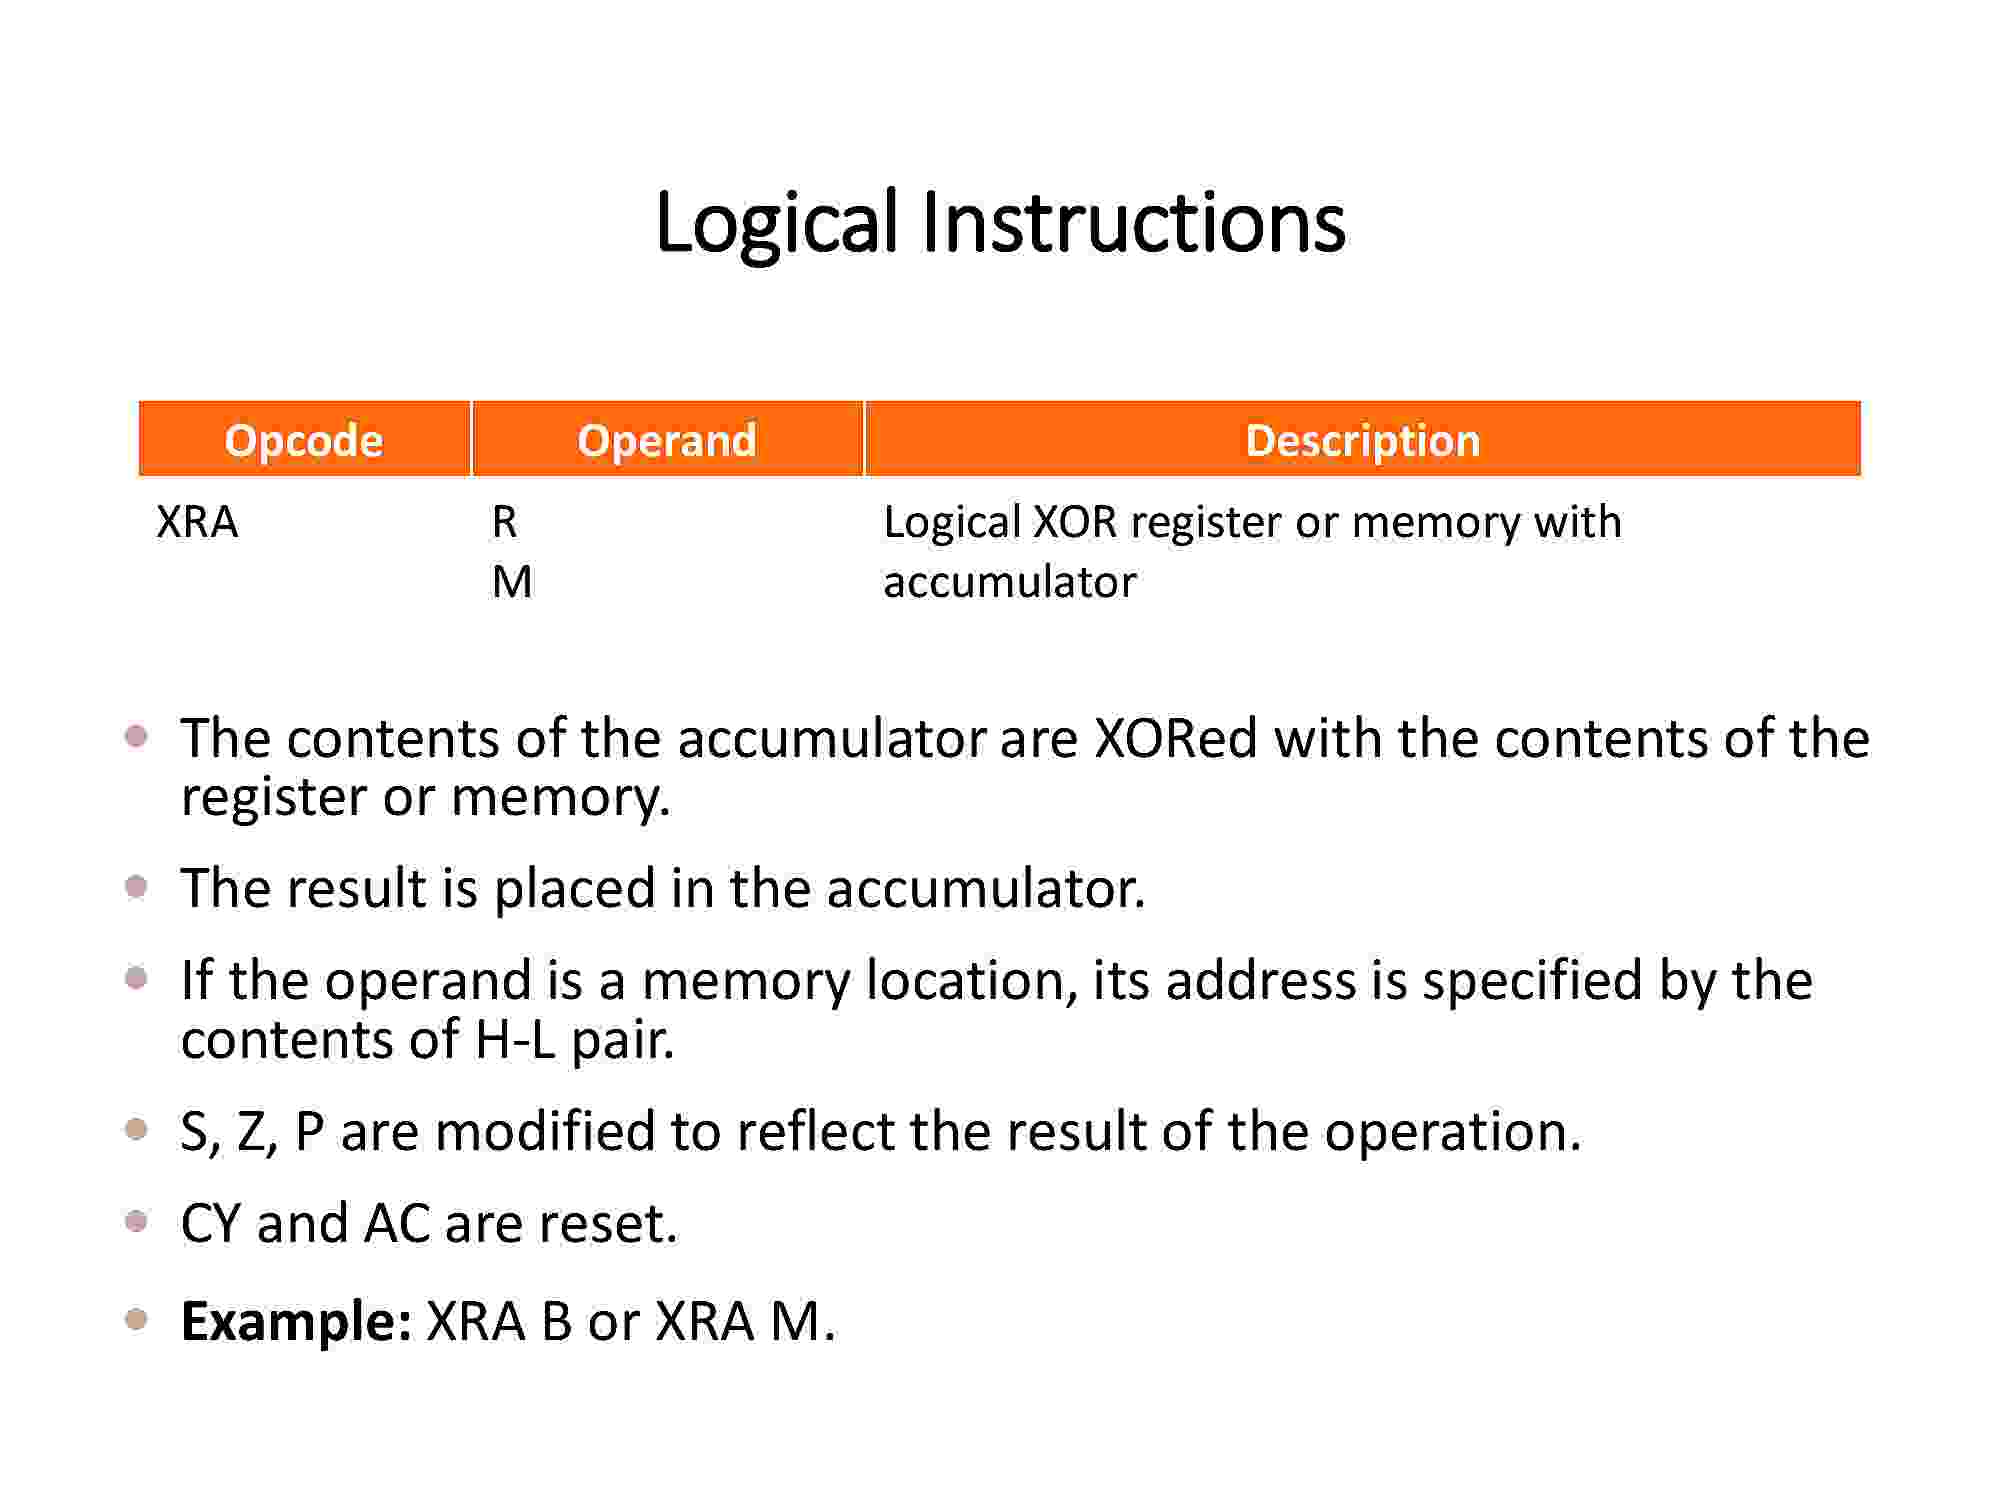 Logical Instructions
Opcode Operand Description
XRA R Logical XOR register or memory with
M accumulator
The contents of the accumulator are XORed with the contents of the
register or memory.
The result is placed in the accumulator.
If the operand is a memory location, its address is specified by the
contents of H-L pair.
S, Z, P are modified to reflect the result of the operation.
CY and AC are reset.
Example: XRA B or XRA M.